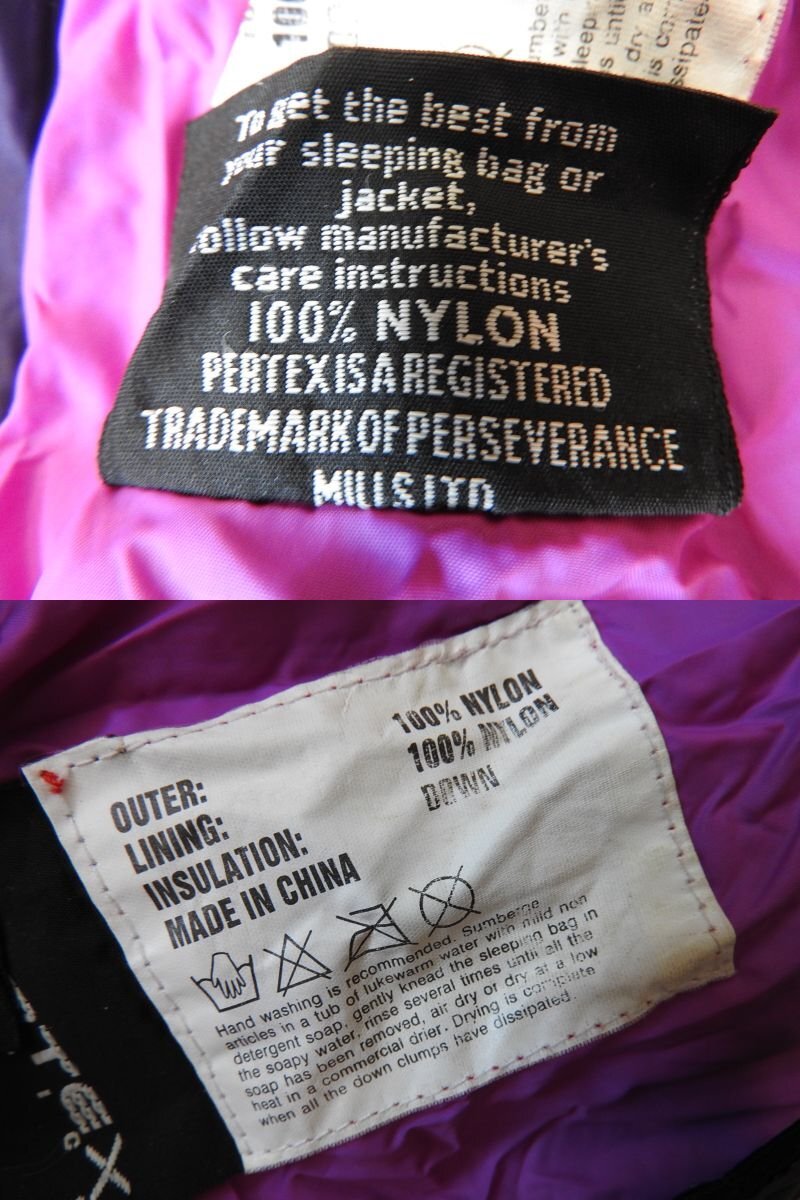 100
To get the best from
your sleeping bag or
jacket,
follow manufacturer's
care instructions
100% NYLON
PERTEX IS A REGISTERED
TRADEMARK OF PERSEVERANCE
MILLS LTD
OUTER: 100% NYLON
LINING: 100% NYLON
INSULATION: DOWN
MADE IN CHINA
Hand washing is recommended. Sumberge
articles in a tub of lukewarm water with mild non
detergent soap, gently knead the sleeping bag in
the soapy water, rinse several times until all the
soap has been removed, air dry or dry at a low
heat in a commercial drier. Drying is complete
when all the down clumps have dissipated.